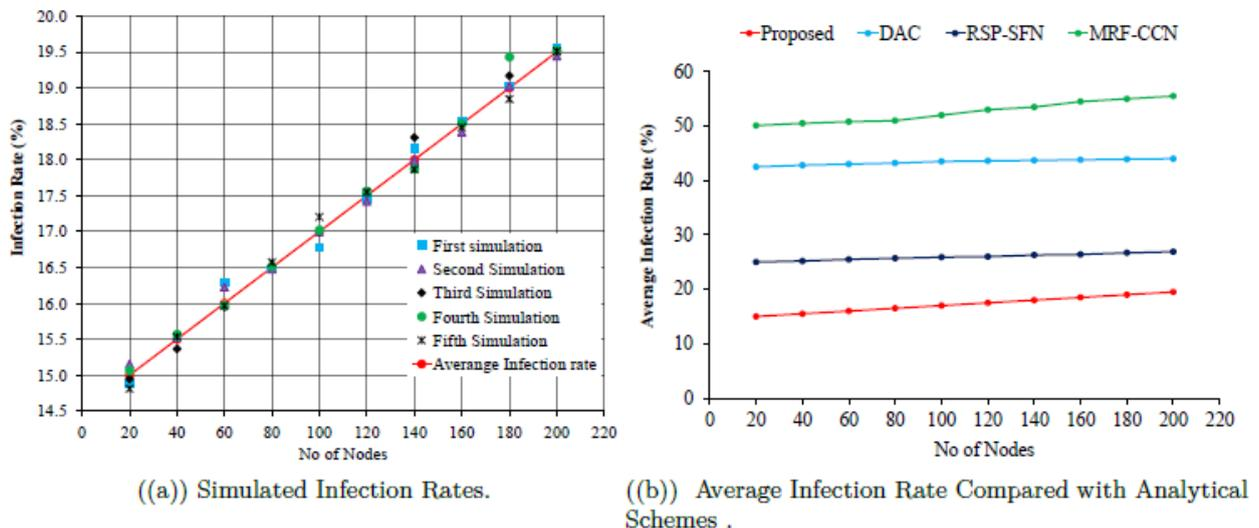 20.0
19.5
19.0
18.5
18.0
17.5
17.0
16.5
16.0
15.5
15.0
14.5
Infection Rate (%)
First simulation
Second Simulation
Third Simulation
Fourth Simulation
Fifth Simulation
Averange Infection rate
0 20 40 60 80 100 120 140 160 180 200 220
No of Nodes
((a)) Simulated Infection Rates.
Proposed DAC RSP-SFN MRF-CCN
60
50
40
30
20
10
0
Average Infection Rate (%)
0 20 40 60 80 100 120 140 160 180 200 220
No of Nodes
((b)) Average Infection Rate Compared with Analytical
Schemes .